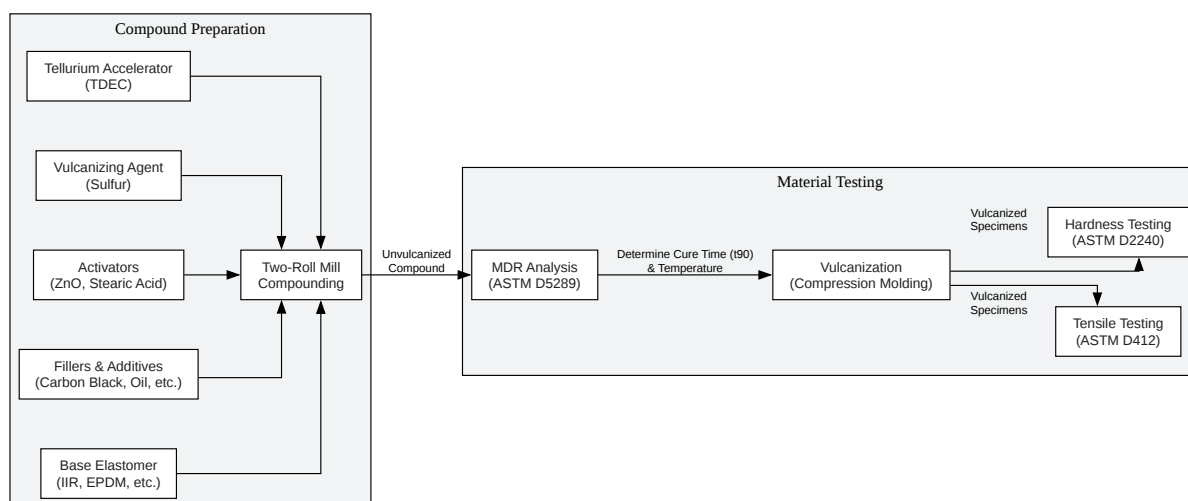 Compound Preparation
Tellurium Accelerator
(TDEC)
Vulcanizing Agent
(Sulfur)
Activators
(ZnO, Stearic Acid)
Fillers & Additives
(Carbon Black, Oil, etc.)
Base Elastomer
(IIR, EPDM, etc.)
Two-Roll Mill
Compounding
Unvulcanized
Compound
Material Testing
MDR Analysis
(ASTM D5289)
Determine Cure Time (t90)
& Temperature
Vulcanization
(Compression Molding)
Vulcanized
Specimens
Hardness Testing
(ASTM D2240)
Vulcanized
Specimens
Tensile Testing
(ASTM D412)